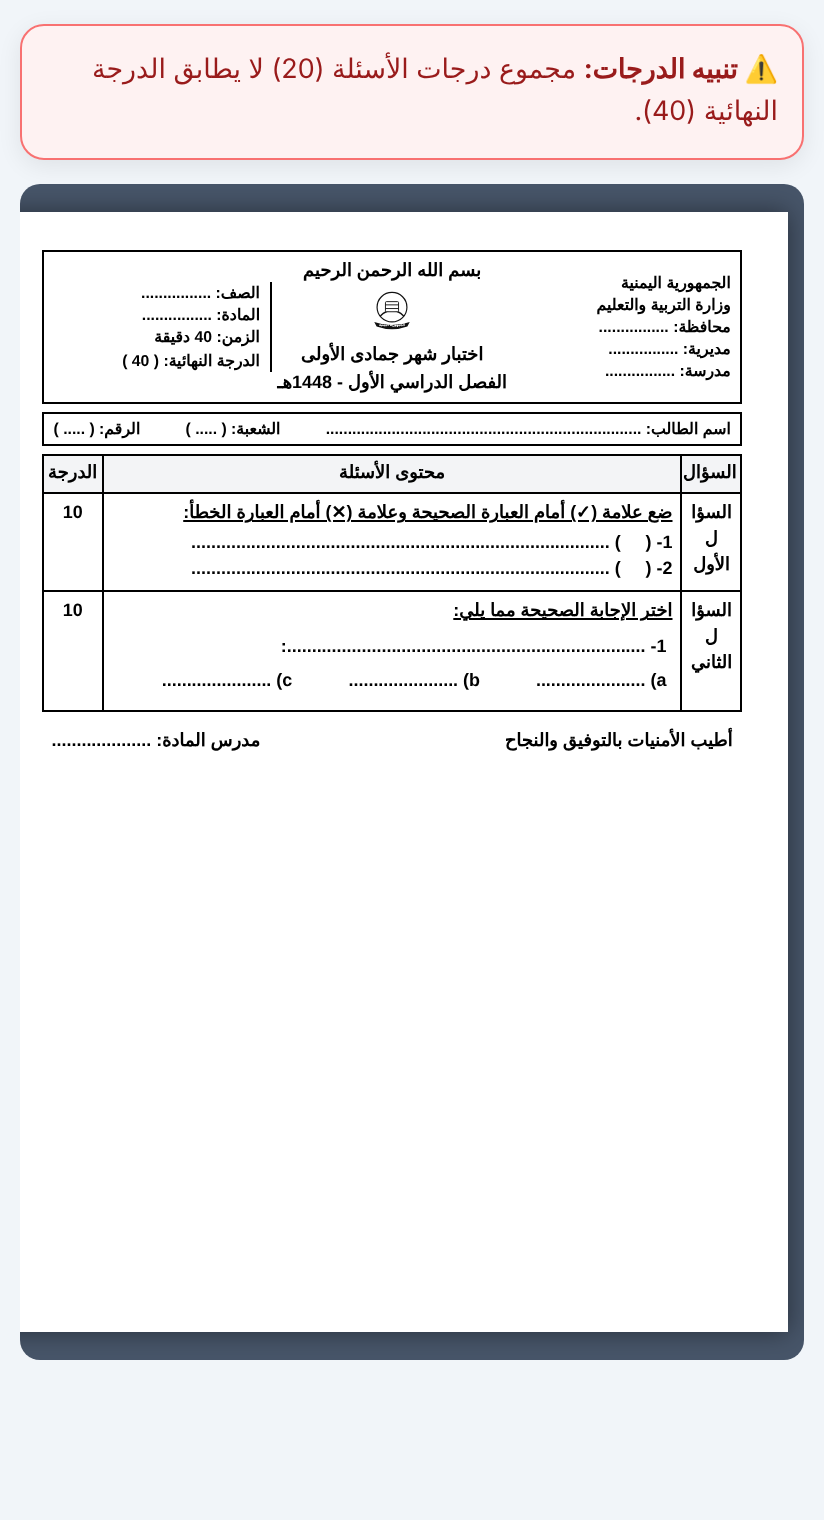 ⚠️ تنبيه الدرجات: مجموع درجات الأسئلة (20) لا يطابق الدرجة
النهائية (40).
الجمهورية اليمنية
وزارة التربية والتعليم
محافظة: ................
مديرية: ................
مدرسة: ................
بسم الله الرحمن الرحيم
اختبار شهر جمادى الأولى
الفصل الدراسي الأول - 1448هـ
الصف: ................
المادة: ................
الزمن: 40 دقيقة
الدرجة النهائية: ( 40 )
اسم الطالب: ........................................................................ الشعبة: ( ..... ) الرقم: ( ..... )
السؤال محتوى الأسئلة الدرجة
السؤا
ل
الأول
ضع علامة (✓) أمام العبارة الصحيحة وعلامة (✕) أمام العبارة الخطأ:
1- ( ) ....................................................................................
2- ( ) ....................................................................................
10
السؤا
ل
الثاني
اختر الإجابة الصحيحة مما يلي:
1- ........................................................................:
a) ...................... b) ...................... c) ......................
10
أطيب الأمنيات بالتوفيق والنجاح مدرس المادة: ....................